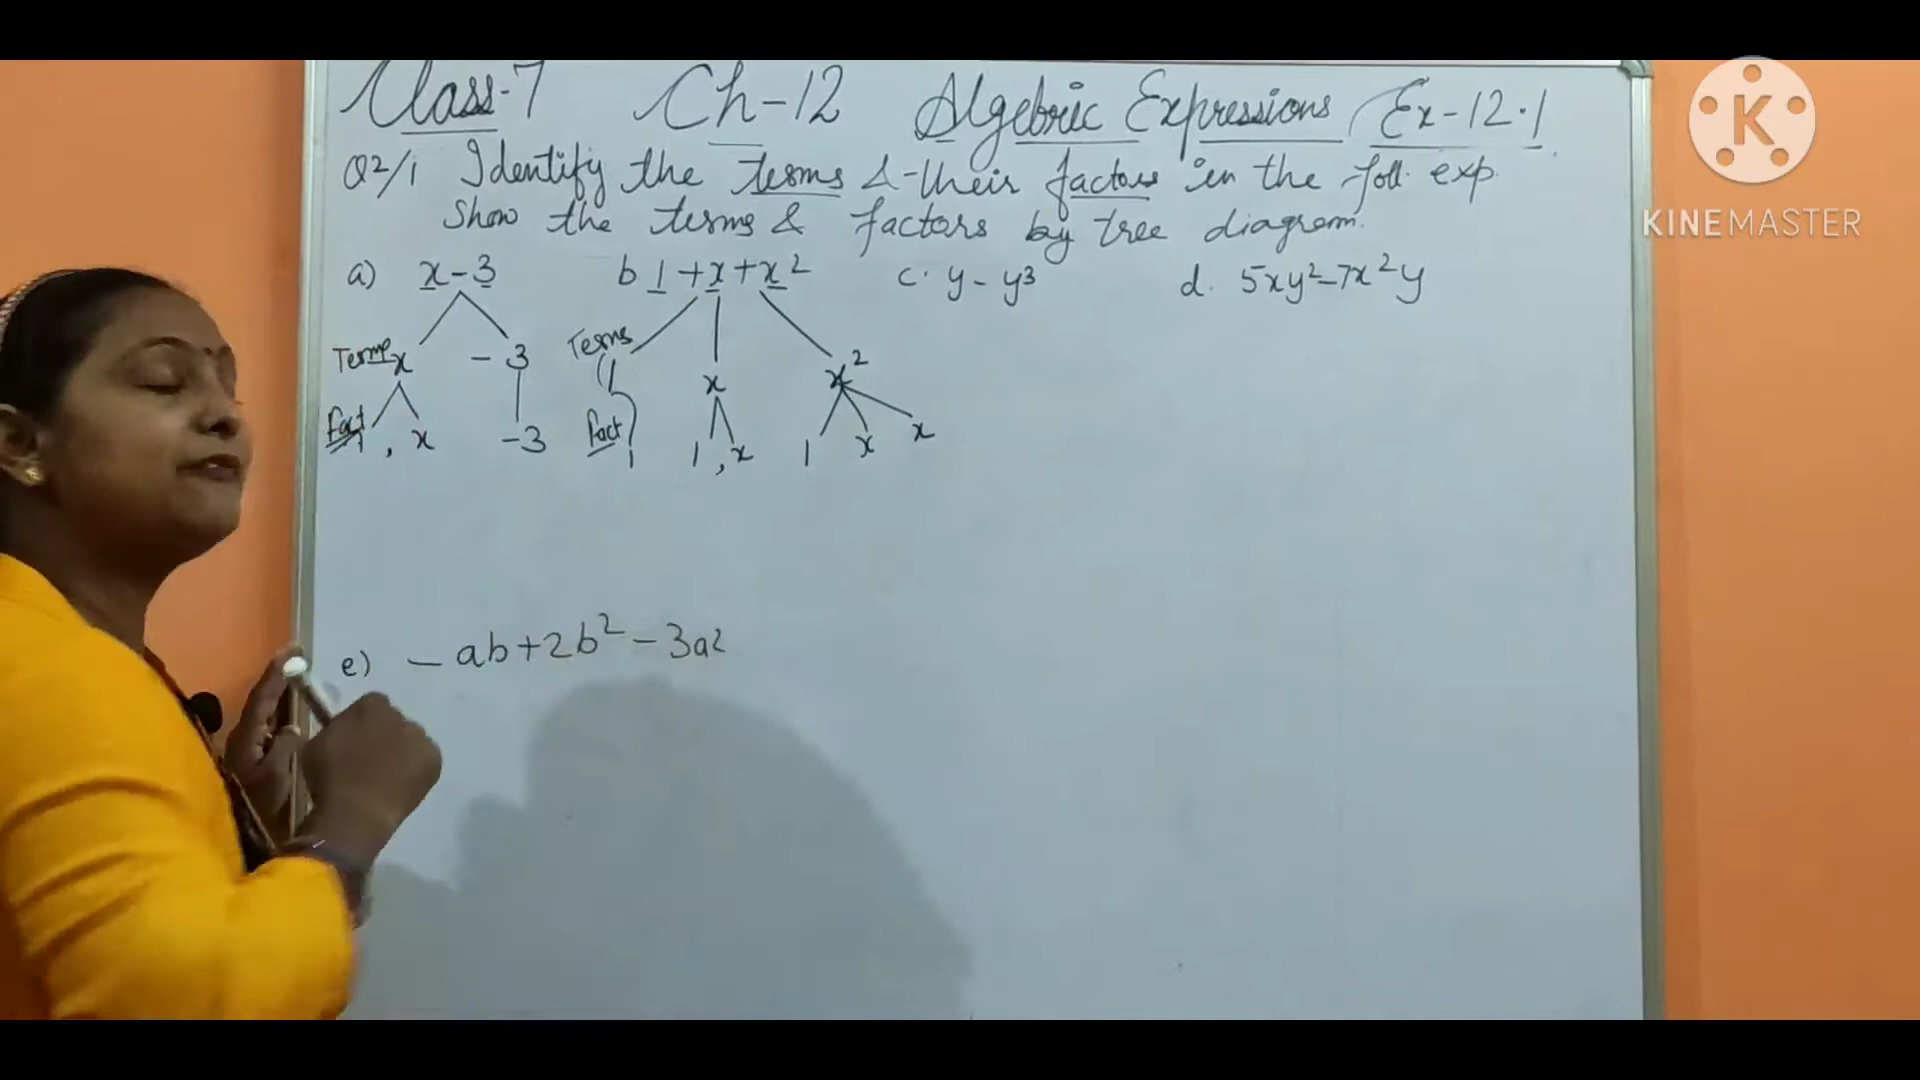 Class-7 Ch-12 Algebric Expressions Ex-12.1
Q2/1 Identify the terms & their factors in the foll. exp.
Show the terms & factors by tree diagram.
a) x-3 b 1+x+x² c. y-y³ d. 5xy²-7x²y
Terms x -3 Terms 1 x x²
Fact 1, x -3 Fact 1 1, x 1 x x
e) -ab+2b²-3a²
K
KINEMASTER